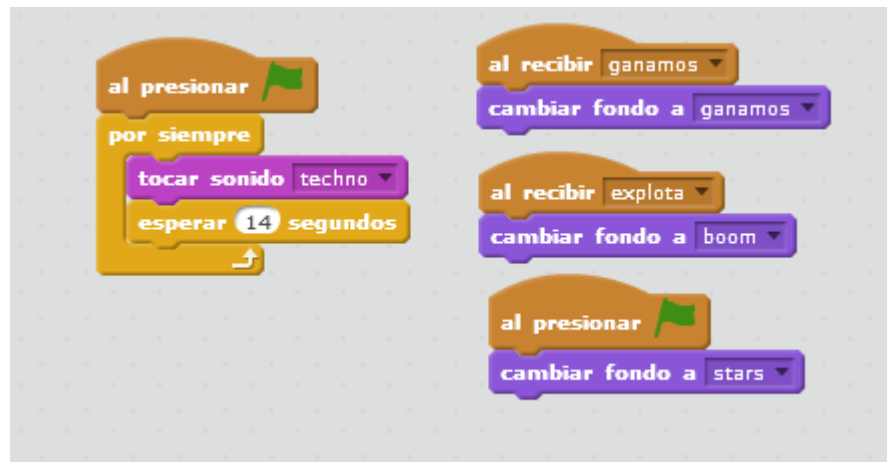 al presionar
por siempre
tocar sonido techno
esperar 14 segundos
al recibir ganamos
cambiar fondo a ganamos
al recibir explota
cambiar fondo a boom
al presionar
cambiar fondo a stars